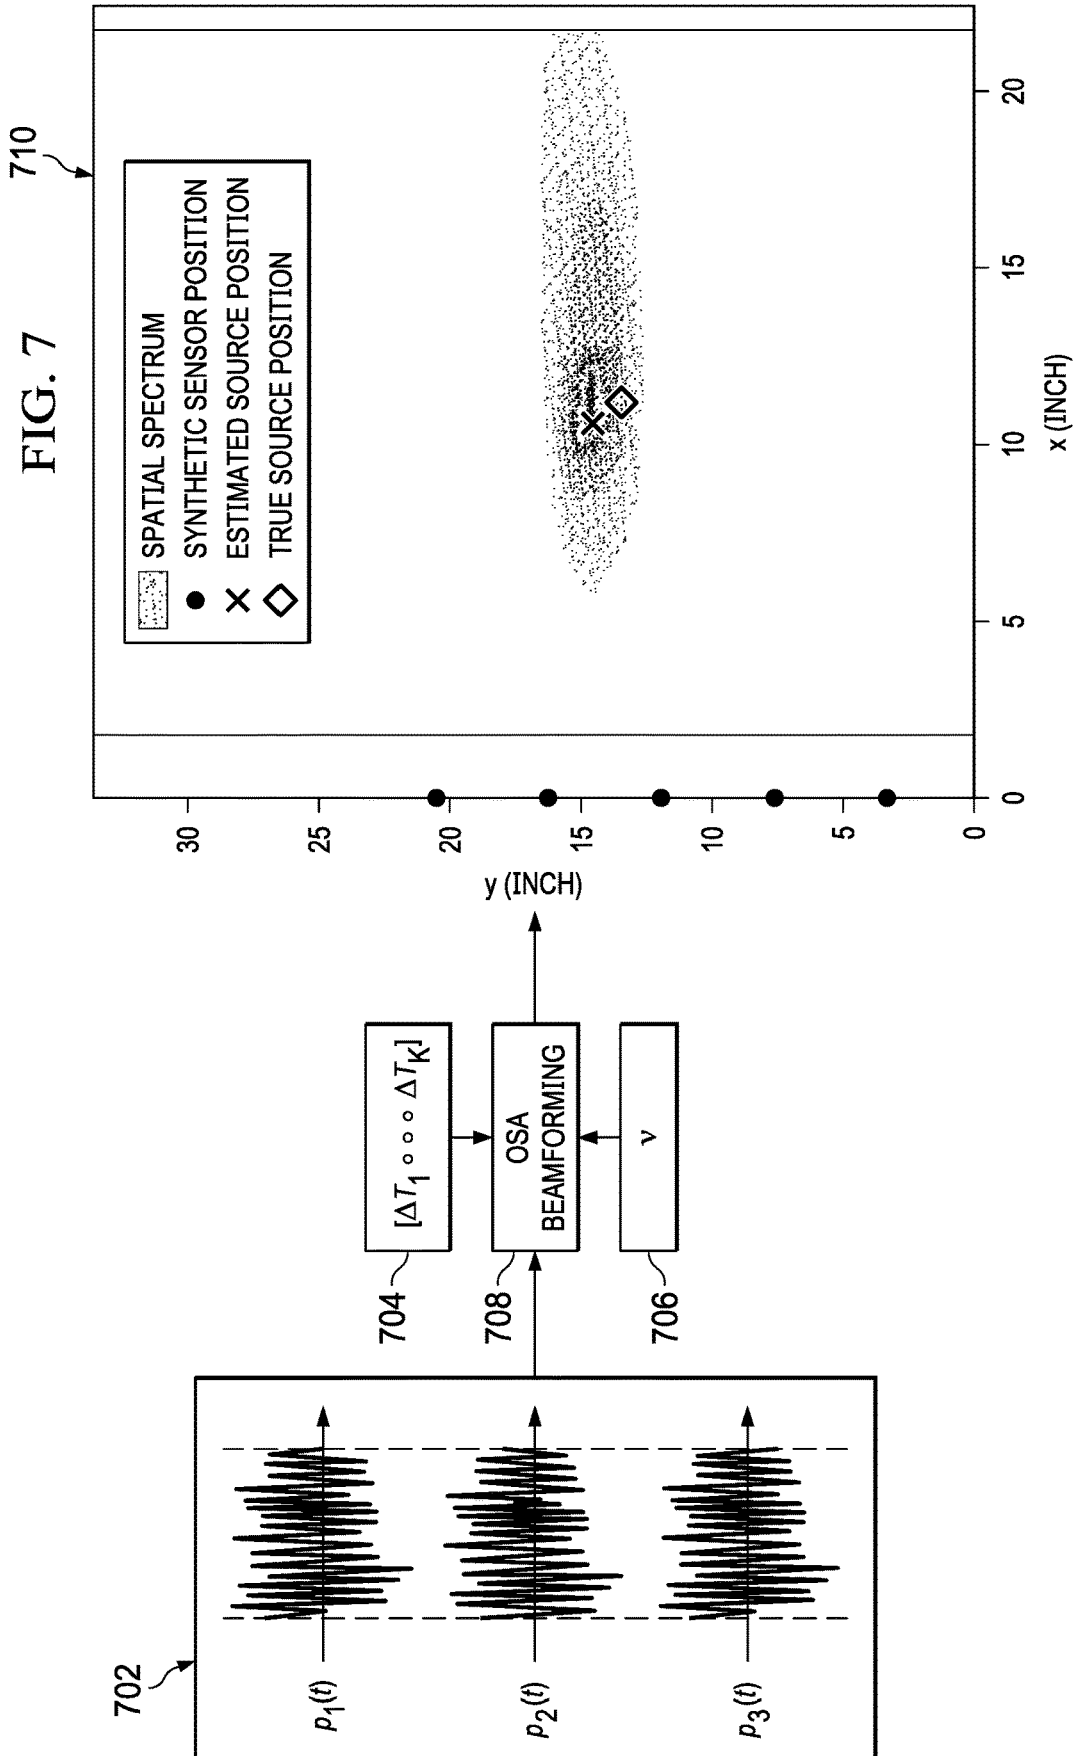 FIG. 7
702
p1(t)
p2(t)
p3(t)
704
[ΔT1 ∘ ∘ ∘ ΔTK]
708
OSA
BEAMFORMING
706
ν
710
SPATIAL SPECTRUM
SYNTHETIC SENSOR POSITION
ESTIMATED SOURCE POSITION
TRUE SOURCE POSITION
y (INCH)
30
25
20
15
10
5
0
0
5
10
15
20
x (INCH)